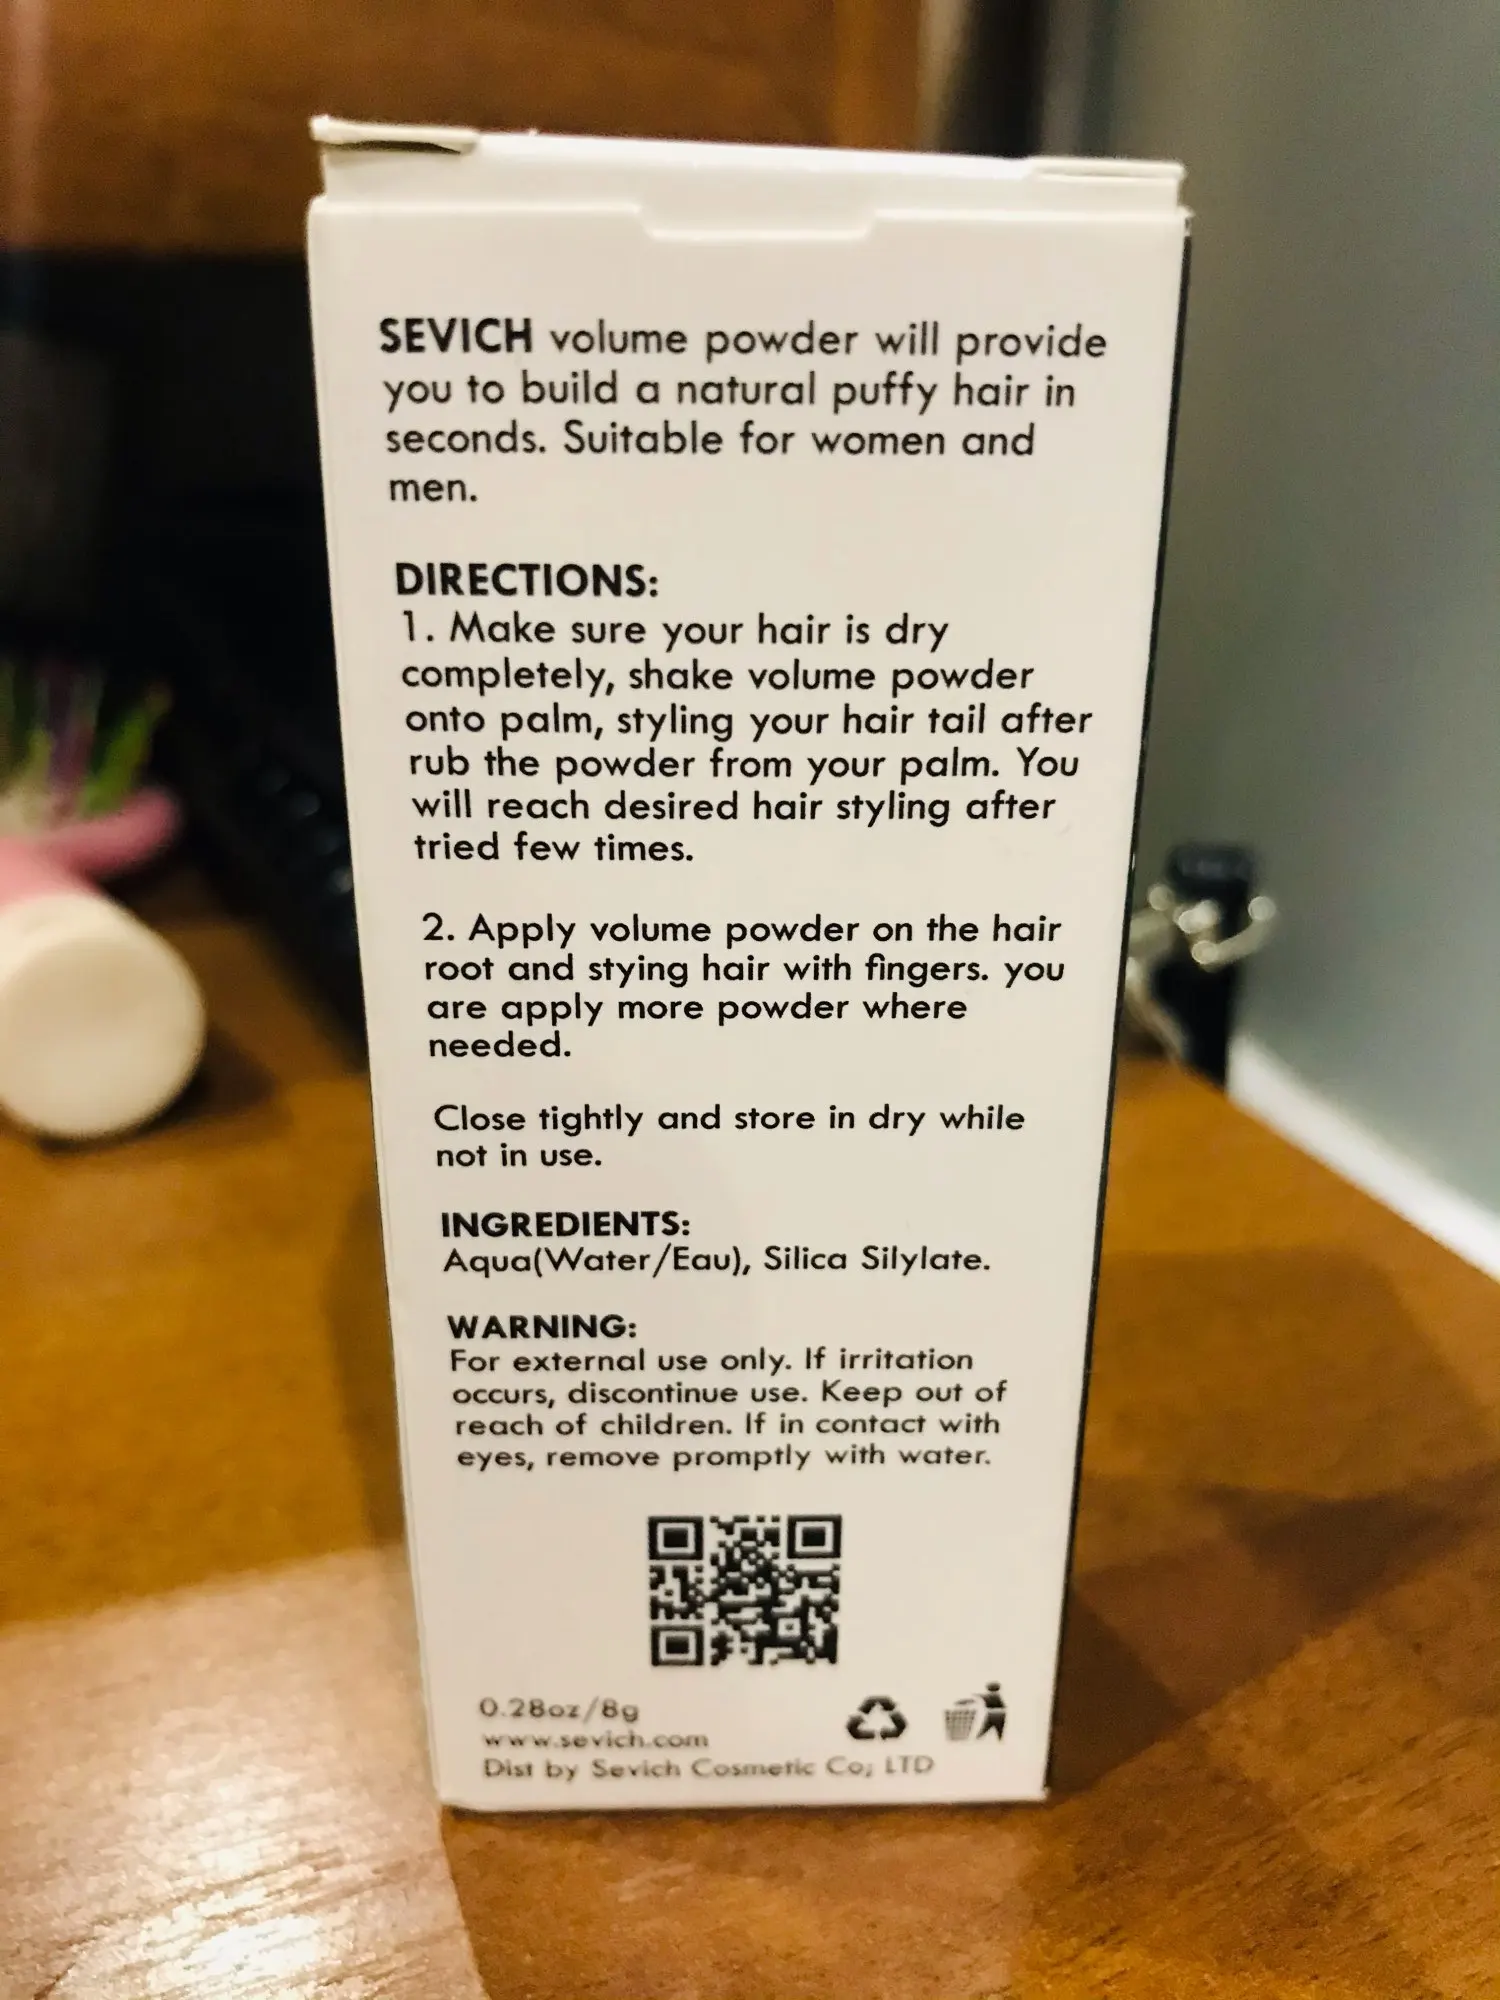 SEVICH volume powder will provide
you to build a natural puffy hair in
seconds. Suitable for women and
men.
DIRECTIONS:
1. Make sure your hair is dry
completely, shake volume powder
onto palm, styling your hair tail after
rub the powder from your palm. You
will reach desired hair styling after
tried few times.
2. Apply volume powder on the hair
root and stying hair with fingers. you
are apply more powder where
needed.
Close tightly and store in dry while
not in use.
INGREDIENTS:
Aqua(Water/Eau), Silica Silylate.
WARNING:
For external use only. If irritation
occurs, discontinue use. Keep out of
reach of children. If in contact with
eyes, remove promptly with water.
0.28oz/8g
www.sevich.com
Dist by Sevich Cosmetic Co; LTD